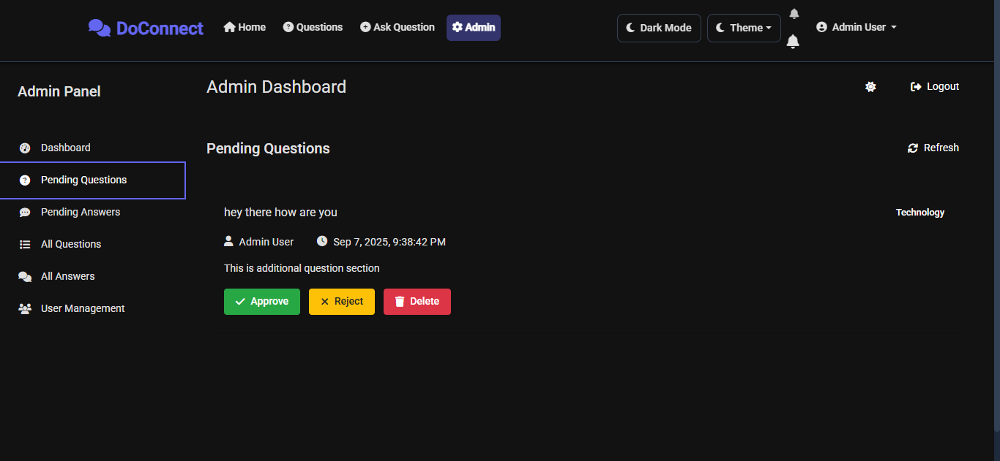 DoConnect Home Questions Ask Question Admin Dark Mode Theme Admin User
Admin Panel
Admin Dashboard
Logout
Dashboard
Pending Questions
Pending Answers
All Questions
All Answers
User Management
Pending Questions
Refresh
hey there how are you
Technology
Admin User Sep 7, 2025, 9:38:42 PM
This is additional question section
Approve Reject Delete